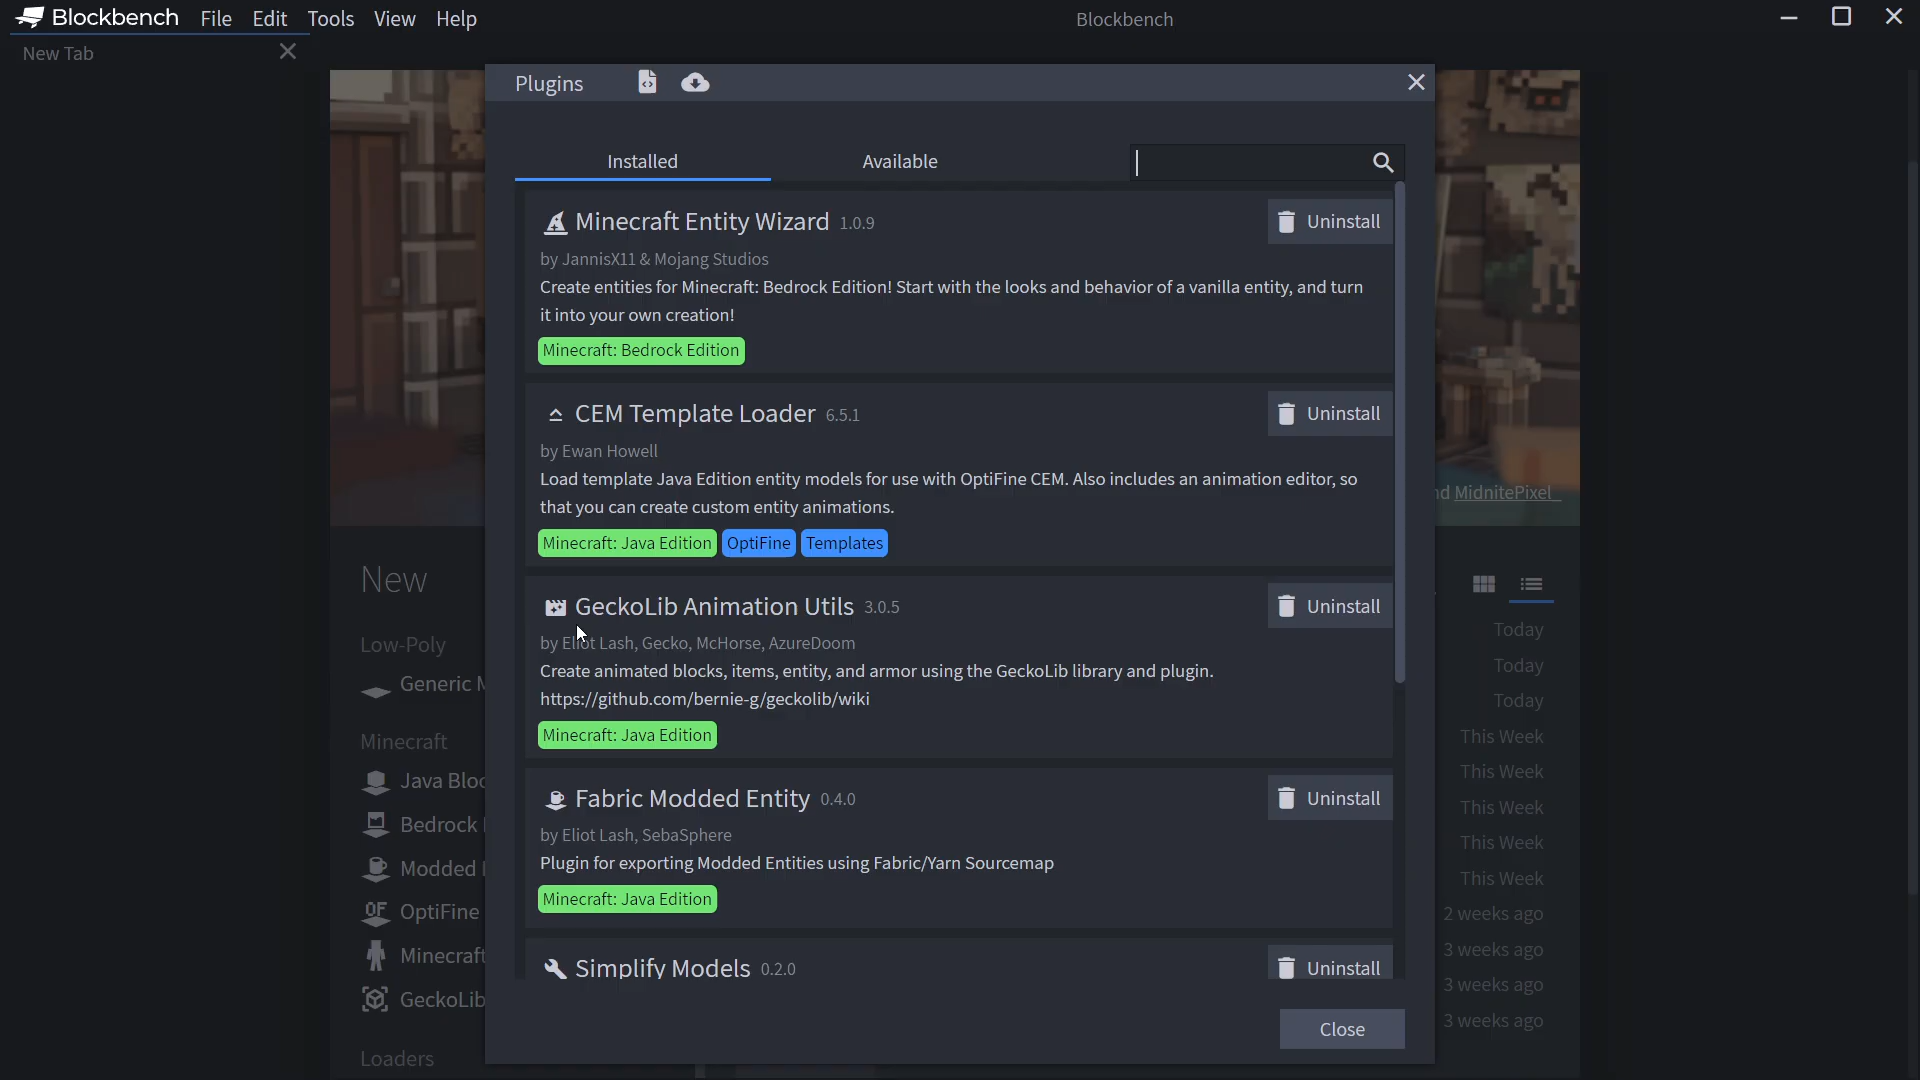 Blockbench File Edit Tools View Help
Blockbench
New Tab
Plugins
Installed
Available
Minecraft Entity Wizard 1.0.9
Uninstall
by JannisX11 & Mojang Studios
Create entities for Minecraft: Bedrock Edition! Start with the looks and behavior of a vanilla entity, and turn
it into your own creation!
Minecraft: Bedrock Edition
CEM Template Loader 6.5.1
Uninstall
by Ewan Howell
Load template Java Edition entity models for use with OptiFine CEM. Also includes an animation editor, so
that you can create custom entity animations.
Minecraft: Java Edition OptiFine Templates
GeckoLib Animation Utils 3.0.5
Uninstall
by Eliot Lash, Gecko, McHorse, AzureDoom
Create animated blocks, items, entity, and armor using the GeckoLib library and plugin.
https://github.com/bernie-g/geckolib/wiki
Minecraft: Java Edition
Fabric Modded Entity 0.4.0
Uninstall
by Eliot Lash, SebaSphere
Plugin for exporting Modded Entities using Fabric/Yarn Sourcemap
Minecraft: Java Edition
Simplify Models 0.2.0
Uninstall
Close
MidnitePixel
New
Low-Poly
Generic
Minecraft
Java
Bedrock
Modded
OptiFine
Minecraft
GeckoLib
Loaders
Today
Today
Today
This Week
This Week
This Week
This Week
This Week
2 weeks ago
3 weeks ago
3 weeks ago
3 weeks ago